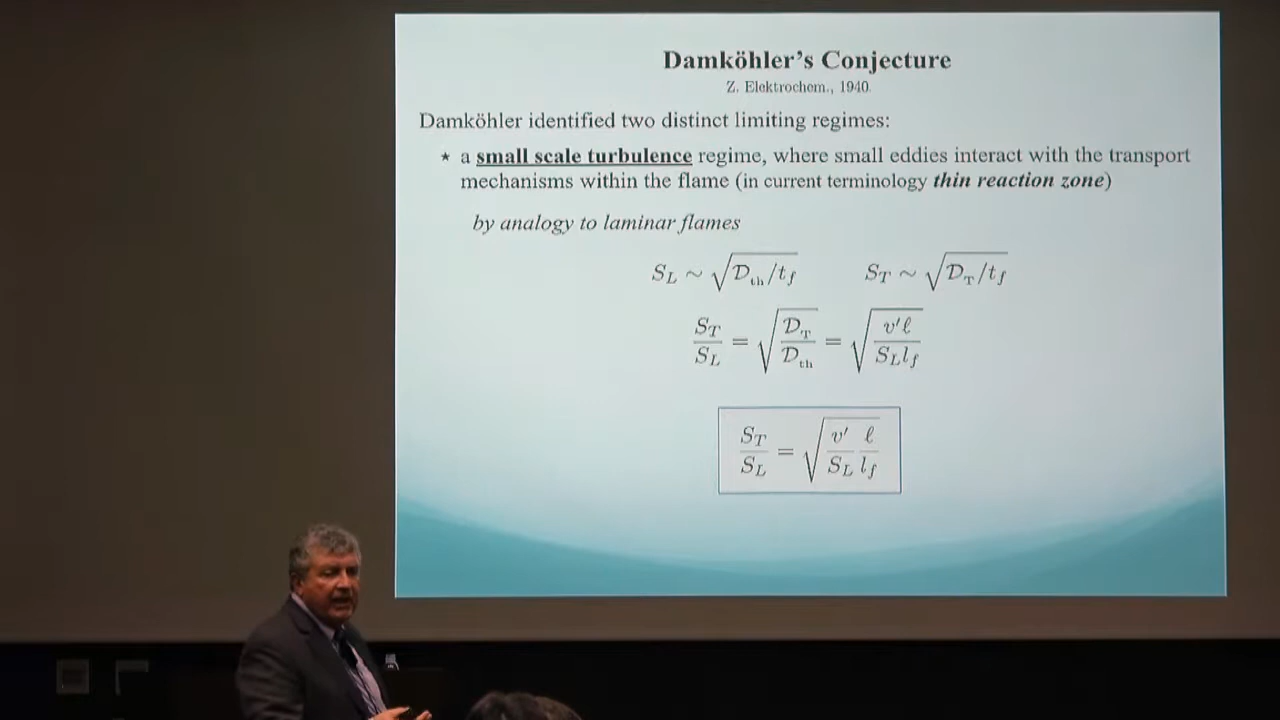 Damköhler's Conjecture
Z. Elektrochem., 1940.
Damköhler identified two distinct limiting regimes:
⋆ a small scale turbulence regime, where small eddies interact with the transport
mechanisms within the flame (in current terminology thin reaction zone)
by analogy to laminar flames
S_L ∼ √(𝒟_th/t_f)   S_T ∼ √(𝒟_T/t_f)
S_T/S_L = √(𝒟_T/𝒟_th) = √(v′ℓ/(S_L l_f))
S_T/S_L = √((v′/S_L)(ℓ/l_f))